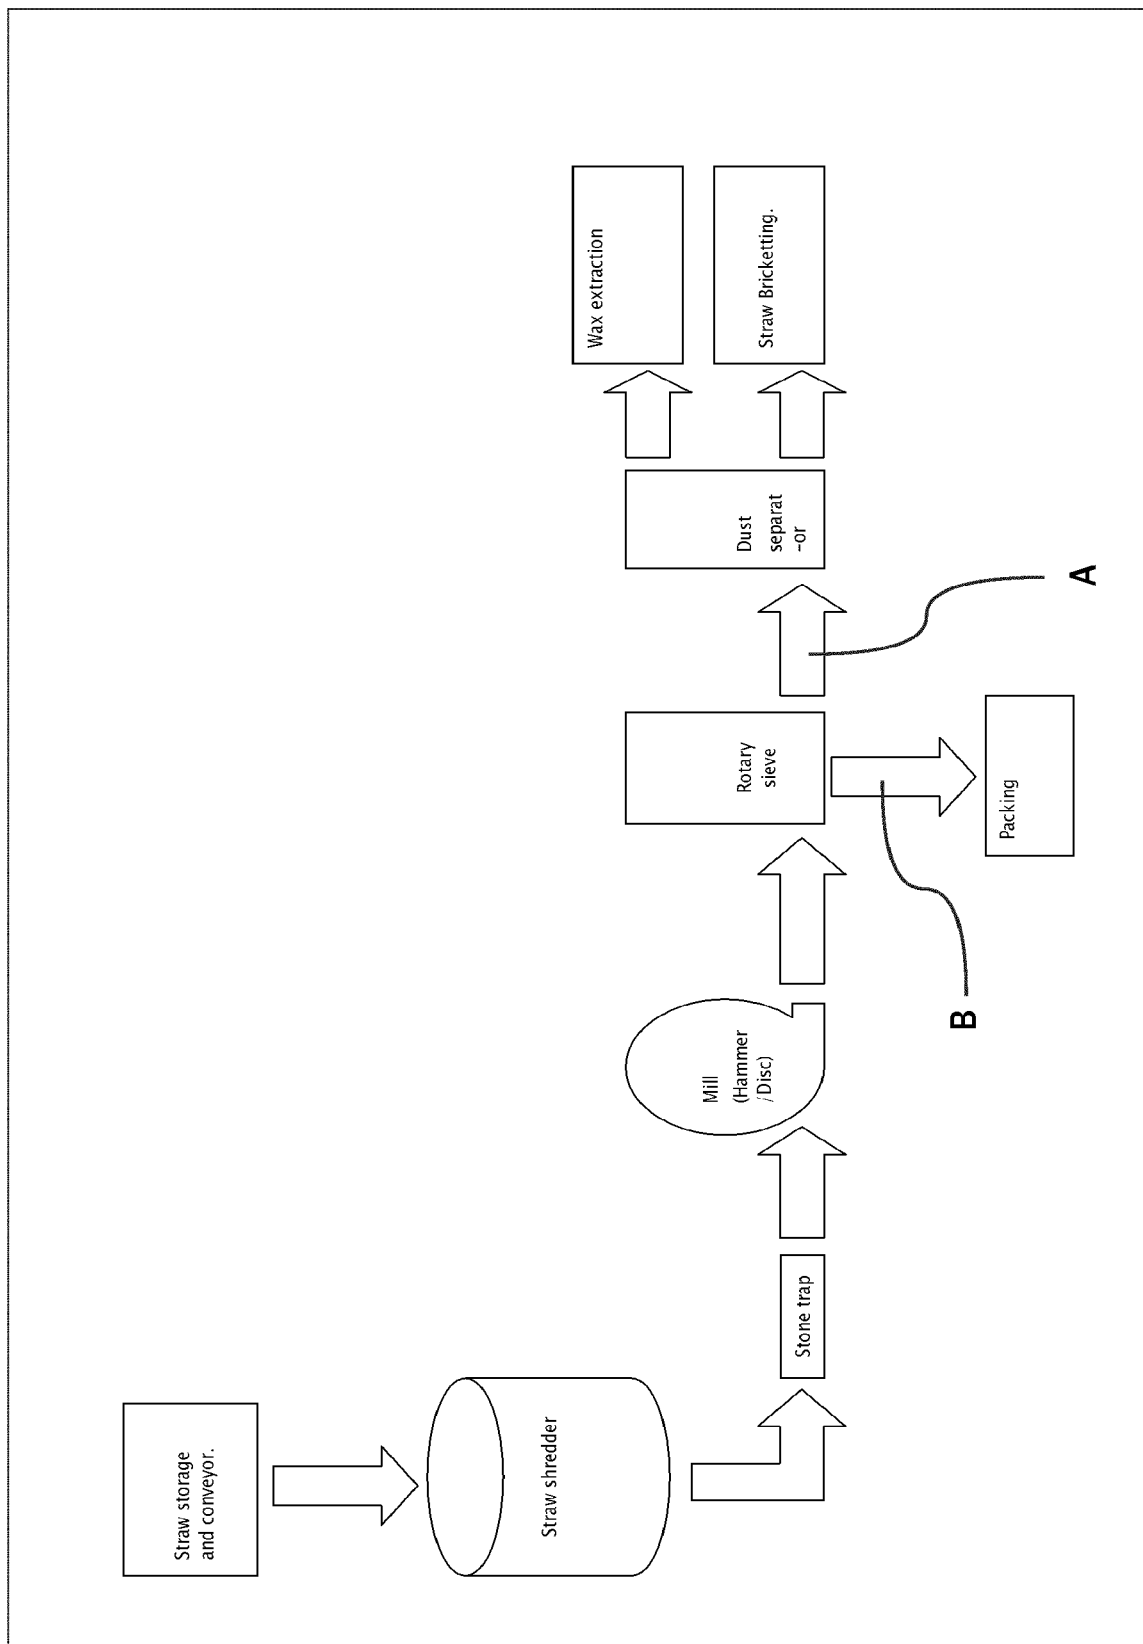 Straw storage
and conveyor.
Straw shredder
Stone trap
Mill
(Hammer
/Disc)
Rotary
sieve
B
Packing
A
Dust
separat
-or
Wax extraction
Straw Bricketting.